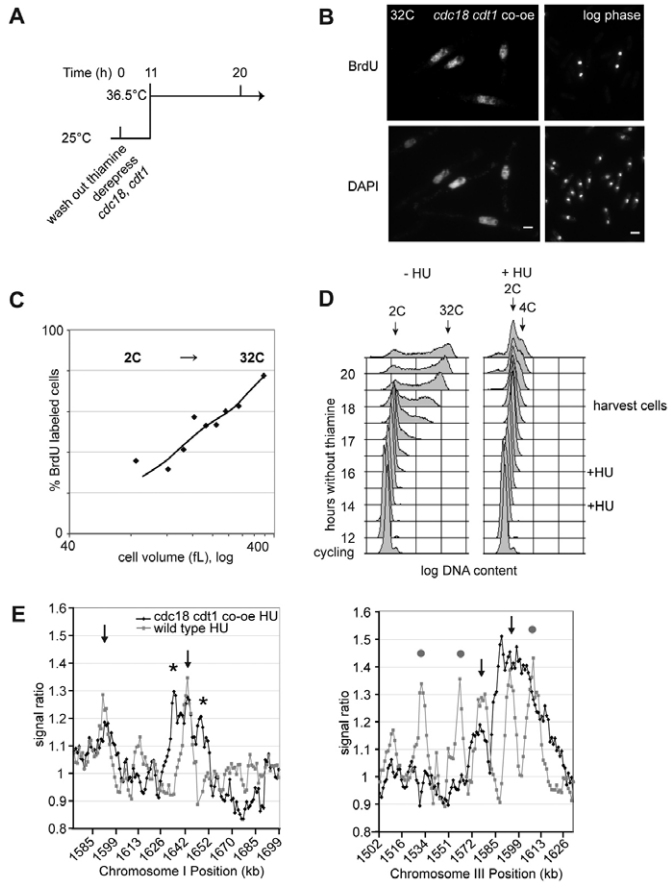 A
Time (h) 0 11 20
36.5°C
25°C
wash out thiamine
derepress
cdc18, cdt1
B
32C cdc18 cdt1 co-oe log phase
BrdU
DAPI
C
100
2C → 32C
% BrdU labeled cells
0
40 400
cell volume (fL), log
D
- HU + HU
2C 32C 2C 4C
20
18
17
16
14
12
cycling
hours without thiamine
harvest cells
+HU
+HU
log DNA content
E
cdc18 cdt1 co-oe HU
wild type HU
* *
1.6
1.5
1.4
1.3
1.2
1.1
1
0.9
0.8
signal ratio
1585 1599 1613 1626 1642 1652 1670 1685 1699
Chromosome I Position (kb)
1.6
1.5
1.4
1.3
1.2
1.1
1
0.9
0.8
signal ratio
1502 1516 1534 1551 1572 1585 1599 1613 1626
Chromosome III Position (kb)